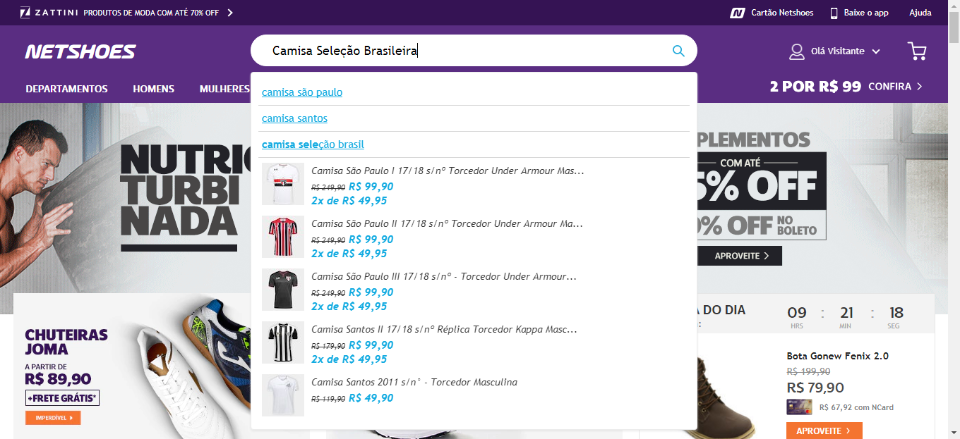 ZATTINI PRODUTOS DE MODA COM ATÉ 70% OFF
Cartão Netshoes
Baixe o app
Ajuda
NETSHOES
Camisa Seleção Brasileira
Olá Visitante
DEPARTAMENTOS
HOMENS
MULHERES
2 POR R$ 99 CONFIRA
camisa são paulo
camisa santos
camisa seleção brasil
Camisa São Paulo I 17/18 s/nº Torcedor Under Armour Mas...
R$ 249,90 R$ 99,90
2x de R$ 49,95
Camisa São Paulo II 17/18 s/nº Torcedor Under Armour Ma...
R$ 249,90 R$ 99,90
2x de R$ 49,95
Camisa São Paulo III 17/18 s/nº - Torcedor Under Armour...
R$ 249,90 R$ 99,90
2x de R$ 49,95
Camisa Santos II 17/18 s/nº Réplica Torcedor Kappa Masc...
R$ 179,90 R$ 99,90
2x de R$ 49,95
Camisa Santos 2011 s/n° - Torcedor Masculina
R$ 119,90 R$ 49,90
NUTRI
TURBI
NADA
PLEMENTOS
COM ATÉ
5% OFF
0% OFF NO
BOLETO
APROVEITE
CHUTEIRAS
JOMA
A PARTIR DE
R$ 89,90
+FRETE GRÁTIS*
IMPERDÍVEL
DO DIA
09 : 21 : 18
HRS MIN SEG
Bota Gonew Fenix 2.0
R$ 199,90
R$ 79,90
R$ 67,92 com NCard
APROVEITE